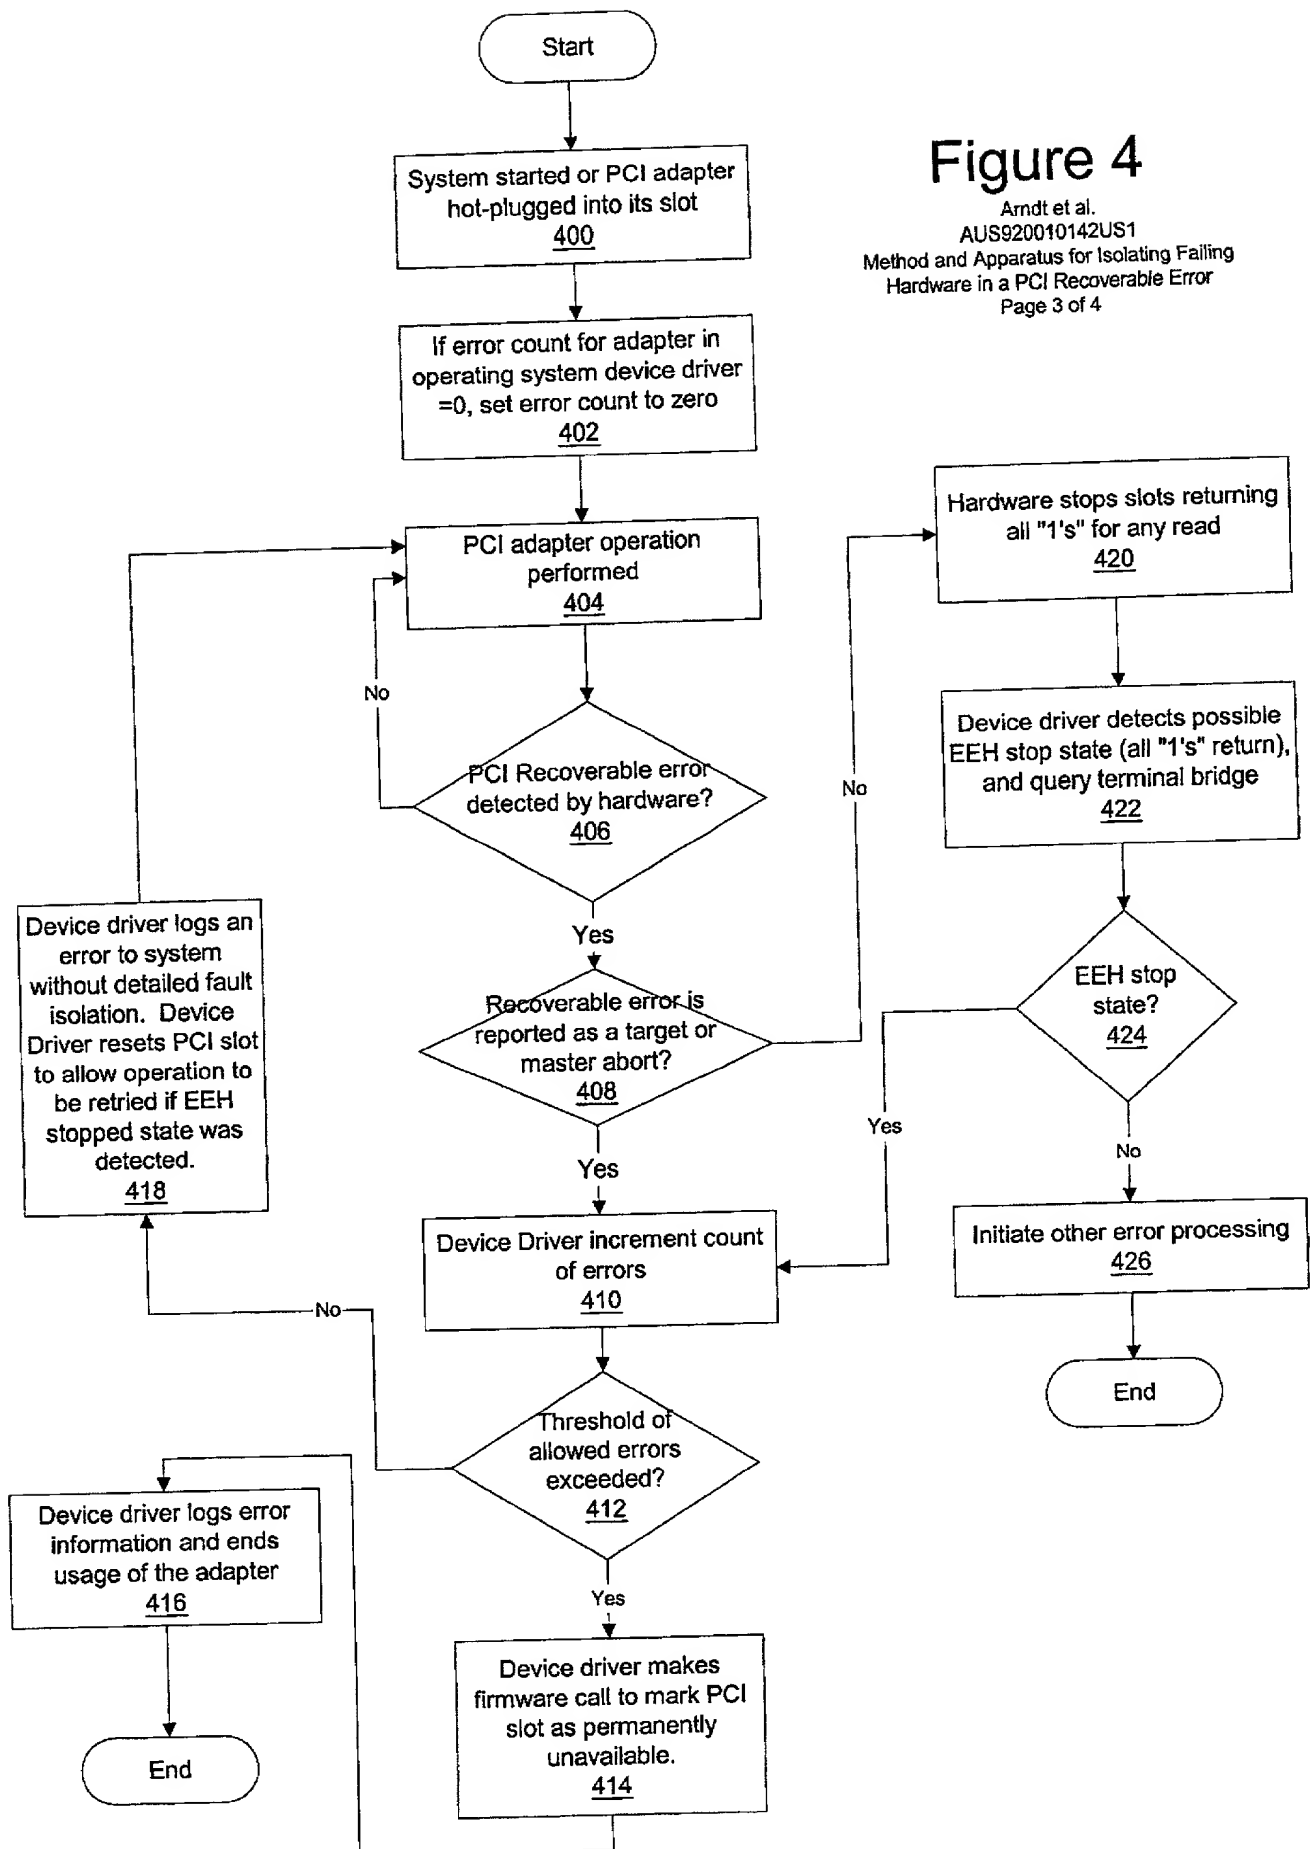 Start
Figure 4
Arndt et al.
AUS920010142US1
Method and Apparatus for Isolating Failing
Hardware in a PCI Recoverable Error
Page 3 of 4
System started or PCI adapter
hot-plugged into its slot
400
If error count for adapter in
operating system device driver
=0, set error count to zero
402
PCI adapter operation
performed
404
No
PCI Recoverable error
detected by hardware?
406
Yes
Recoverable error is
reported as a target or
master abort?
408
No
Yes
Hardware stops slots returning
all "1's" for any read
420
Device driver detects possible
EEH stop state (all "1's" return),
and query terminal bridge
422
EEH stop
state?
424
Yes
No
Initiate other error processing
426
End
Device Driver increment count
of errors
410
Threshold of
allowed errors
exceeded?
412
No
Yes
Device driver logs an
error to system
without detailed fault
isolation. Device
Driver resets PCI slot
to allow operation to
be retried if EEH
stopped state was
detected.
418
Device driver makes
firmware call to mark PCI
slot as permanently
unavailable.
414
Device driver logs error
information and ends
usage of the adapter
416
End